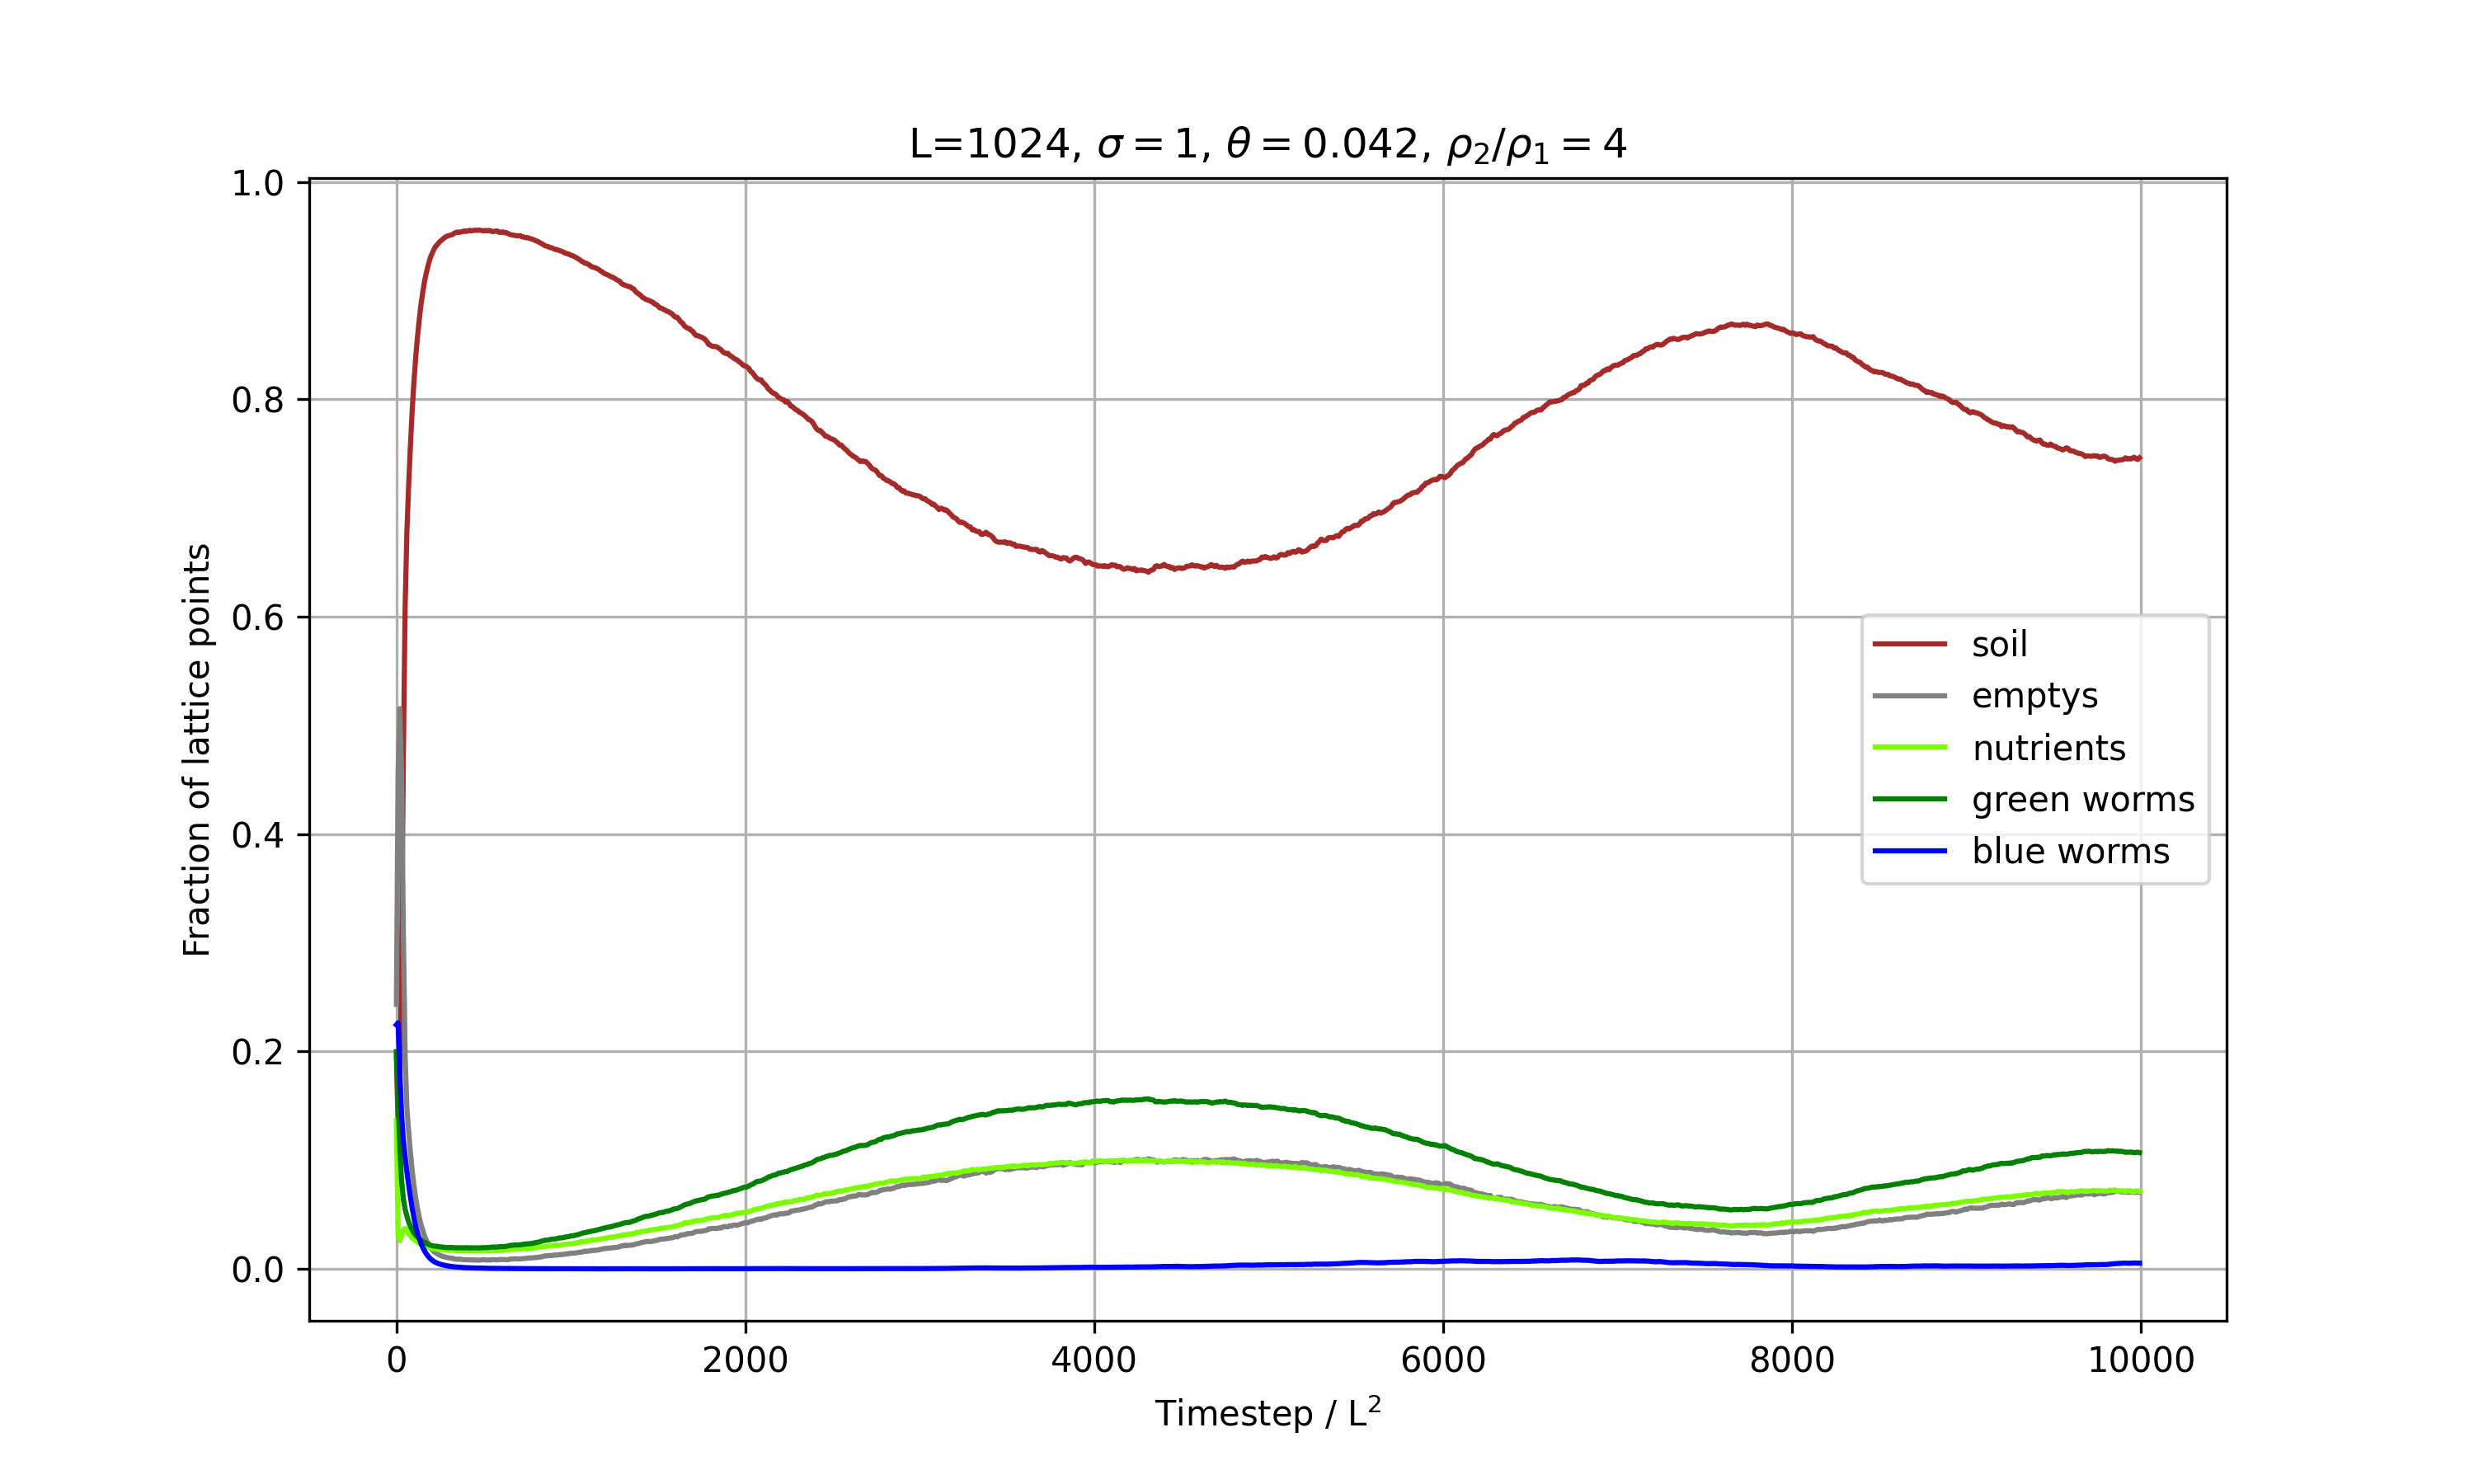 L=1024, σ = 1, θ = 0.042, ρ₂/ρ₁ = 4
1.0
0.8
0.6
0.4
0.2
0.0
Fraction of lattice points
soil
emptys
nutrients
green worms
blue worms
0 2000 4000 6000 8000 10000
Timestep / L²